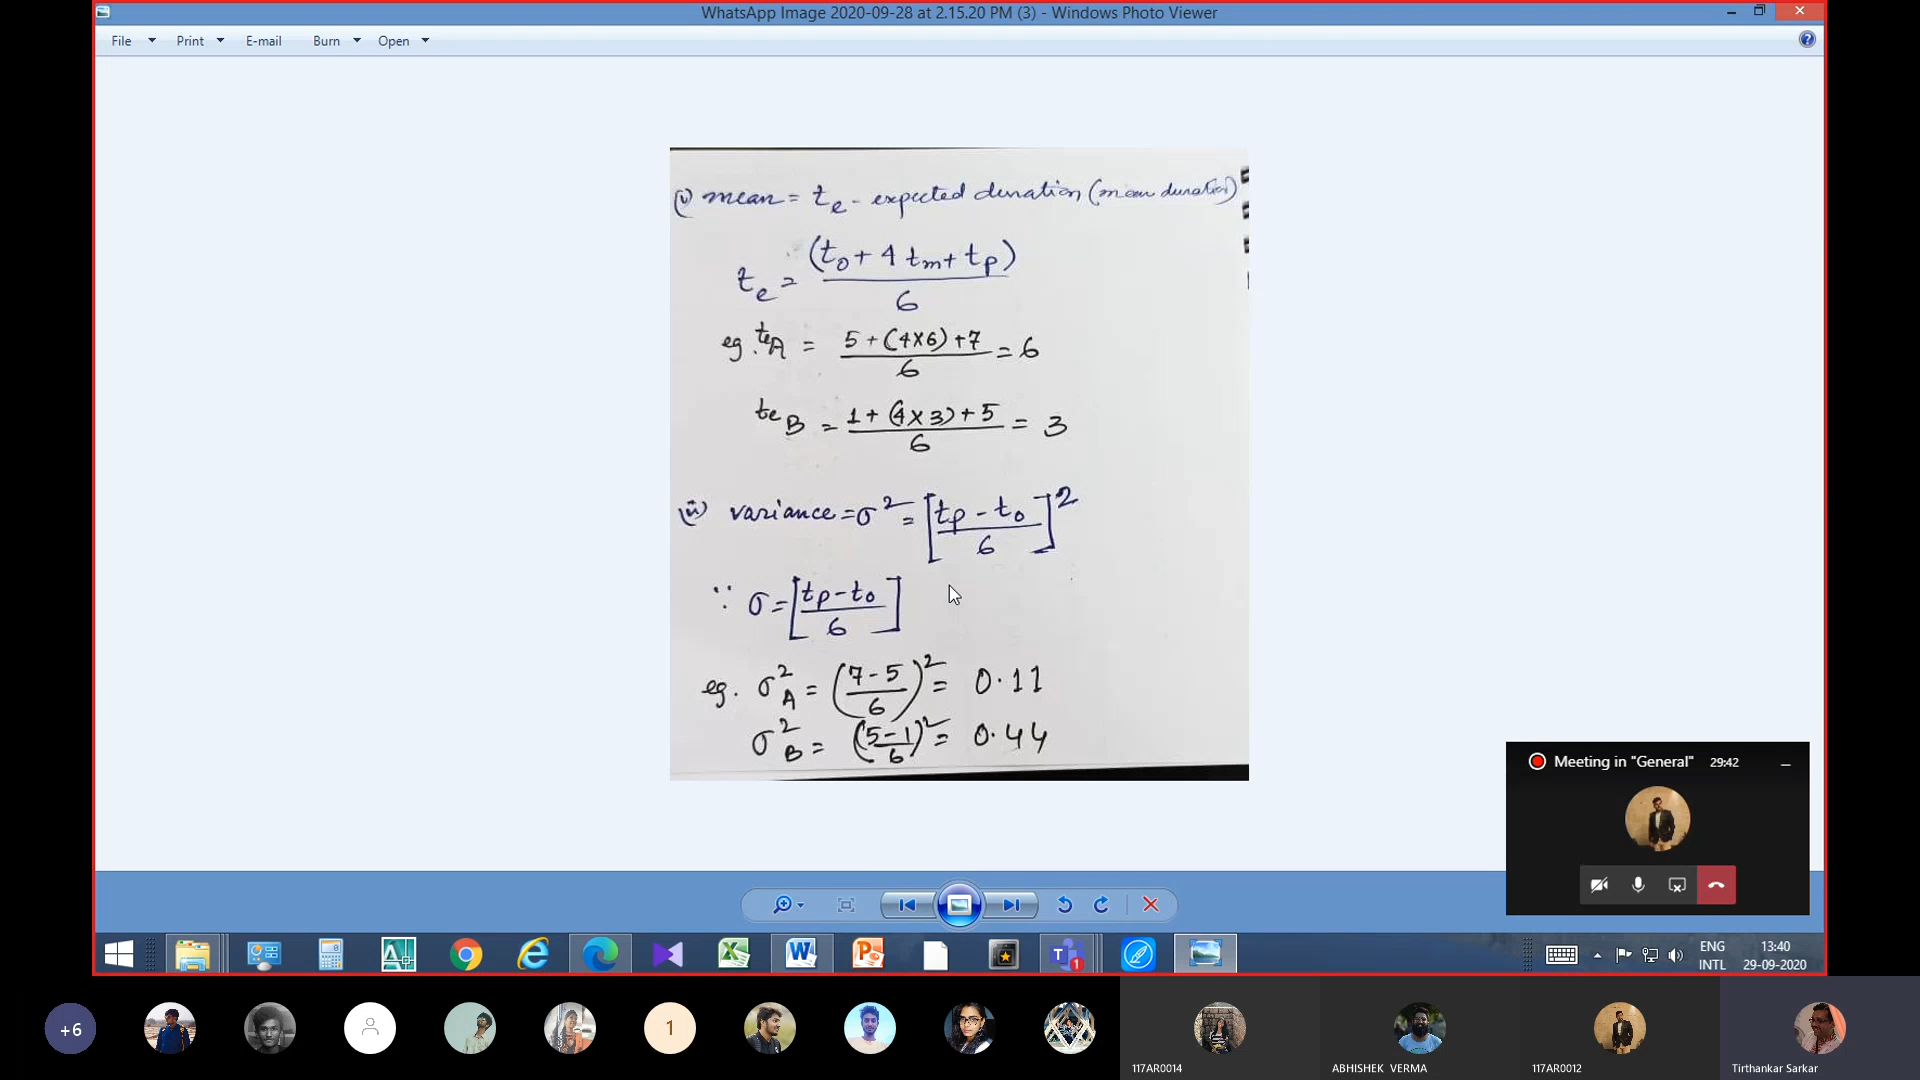 WhatsApp Image 2020-09-28 at 2.15.20 PM (3) - Windows Photo Viewer
File Print E-mail Burn Open
(i) mean = te - expected duration (mean duration)
te = (to + 4 tm + tp) / 6
eg. teA = 5 + (4×6) + 7 / 6 = 6
teB = 1 + (4×3) + 5 / 6 = 3
(ii) variance = σ² = [tp - to / 6]²
∵ σ = [tp - to / 6]
eg. σ²A = (7-5 / 6)² = 0.11
σ²B = (5-1 / 6)² = 0.44
Meeting in "General" 29:42
ENG 13:40
INTL 29-09-2020
+6
1
117AR0014 ABHISHEK VERMA 117AR0012 Tirthankar Sarkar